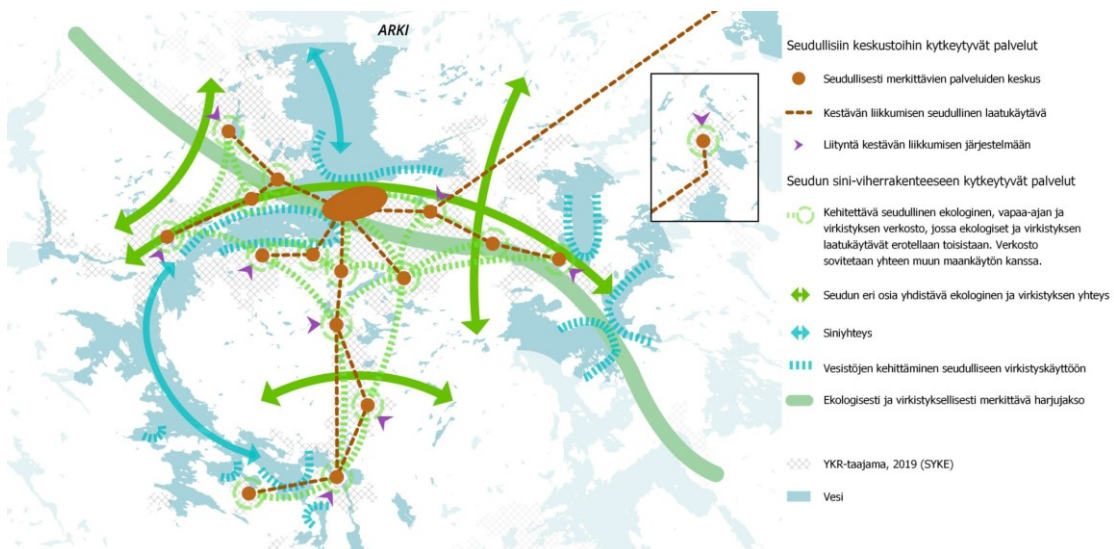 ARKI
Seudullisiin keskustoihin kytkeytyvät palvelut
Seudullisesti merkittävien palveluiden keskus
Kestävän liikkumisen seudullinen laatukäytävä
Liityntä kestävän liikkumisen järjestelmään
Seudun sini-viherrakenteeseen kytkeytyvät palvelut
Kehitettävä seudullinen ekologinen, vapaa-ajan ja
virkistyksen verkosto, jossa ekologiset ja virkistyksen
laatukäytävät erotellaan toisistaan. Verkosto
sovitetaan yhteen muun maankäytön kanssa.
Seudun eri osia yhdistävä ekologinen ja virkistyksen yhteys
Siniyhteys
Vesistöjen kehittäminen seudulliseen virkistyskäyttöön
Ekologisesti ja virkistyksellisesti merkittävä harjujakso
YKR-taajama, 2019 (SYKE)
Vesi